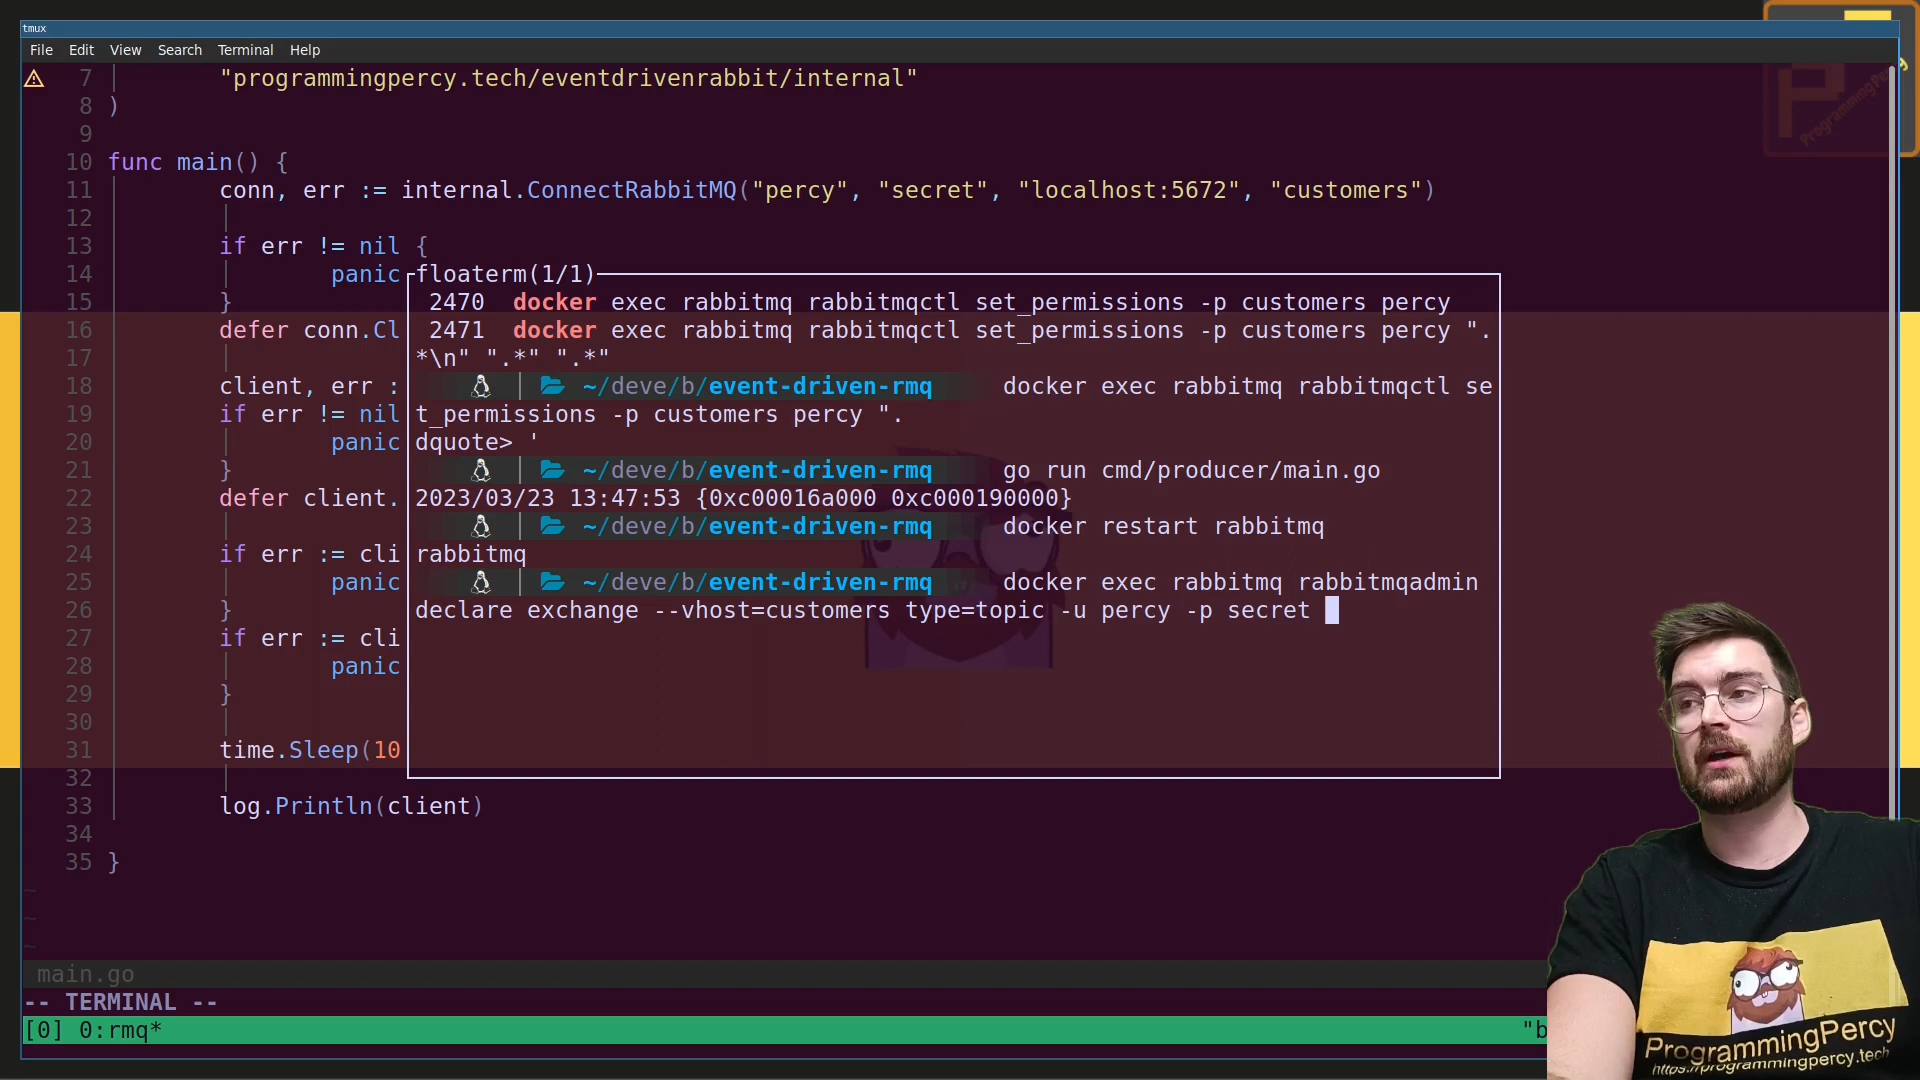 tmux
File Edit View Search Terminal Help
7 "programmingpercy.tech/eventdrivenrabbit/internal"
8 )
9
10 func main() {
11 conn, err := internal.ConnectRabbitMQ("percy", "secret", "localhost:5672", "customers")
12
13 if err != nil {
14 panic
15 }
16 defer conn.Cl
17
18 client, err :
19 if err != nil
20 panic
21 }
22 defer client.
23
24 if err := cli
25 panic
26 }
27 if err := cli
28 panic
29 }
30
31 time.Sleep(10
32
33 log.Println(client)
34
35 }
~
~
~
floaterm(1/1)
2470 docker exec rabbitmq rabbitmqctl set_permissions -p customers percy
2471 docker exec rabbitmq rabbitmqctl set_permissions -p customers percy ".
*\n" ".*" ".*"
~/deve/b/event-driven-rmq docker exec rabbitmq rabbitmqctl se
t_permissions -p customers percy ".
dquote> '
~/deve/b/event-driven-rmq go run cmd/producer/main.go
2023/03/23 13:47:53 {0xc00016a000 0xc000190000}
~/deve/b/event-driven-rmq docker restart rabbitmq
rabbitmq
~/deve/b/event-driven-rmq docker exec rabbitmq rabbitmqadmin
declare exchange --vhost=customers type=topic -u percy -p secret
main.go
-- TERMINAL --
[0] 0:rmq* "b
ProgrammingPercy
https://programmingpercy.tech
P
ProgrammingPercy